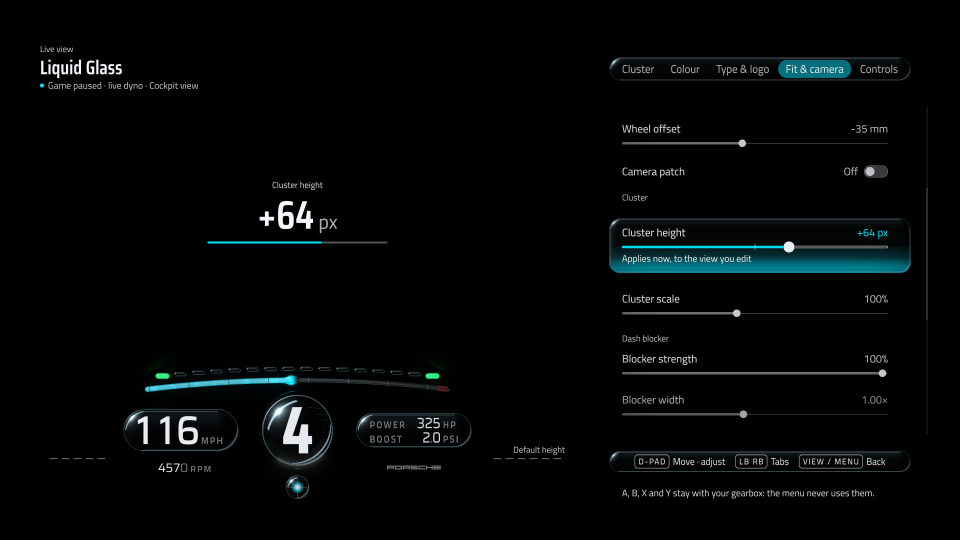 Live view
Liquid Glass
Game paused · live dyno · Cockpit view
Cluster height
+64 px
116 MPH
4570 RPM
4
POWER 325 HP
BOOST 2.0 PSI
PORSCHE
Default height
Cluster Colour Type & logo Fit & camera Controls
Wheel offset -35 mm
Camera patch Off
Cluster
Cluster height +64 px
Applies now, to the view you edit
Cluster scale 100%
Dash blocker
Blocker strength 100%
Blocker width 1.00×
D-PAD Move · adjust LB RB Tabs VIEW / MENU Back
A, B, X and Y stay with your gearbox: the menu never uses them.